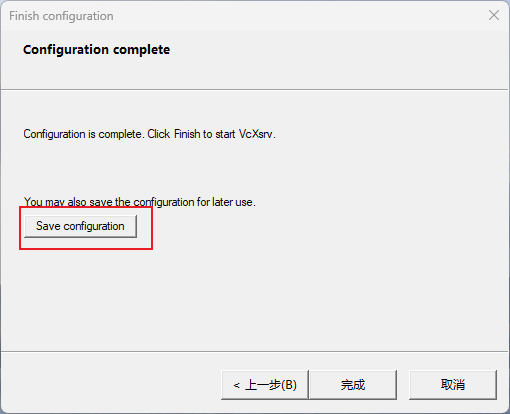 Finish configuration
Configuration complete
Configuration is complete. Click Finish to start VcXsrv.
You may also save the configuration for later use.
Save configuration
< 上一步(B)
完成
取消